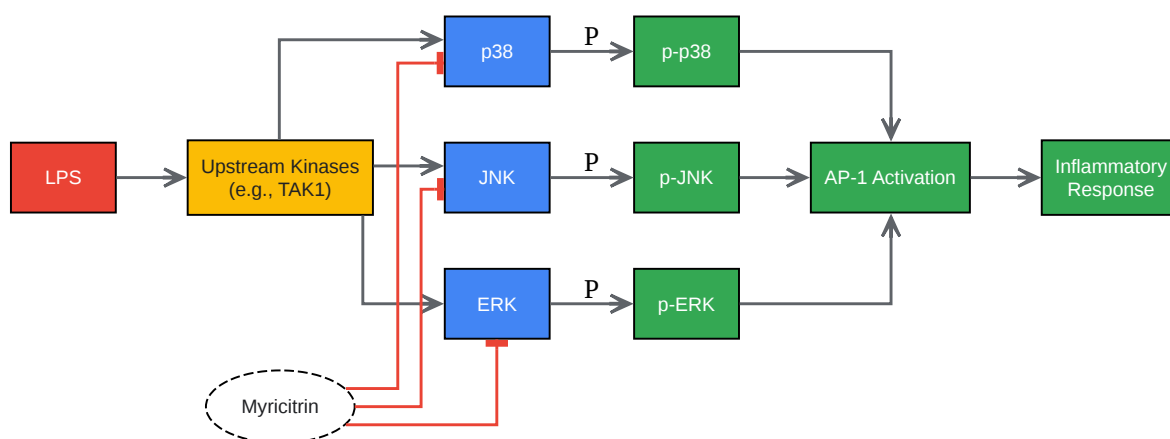 P
p38
p-p38
LPS
Upstream Kinases
(e.g., TAK1)
P
JNK
p-JNK
AP-1 Activation
Inflammatory
Response
P
ERK
p-ERK
Myricitrin